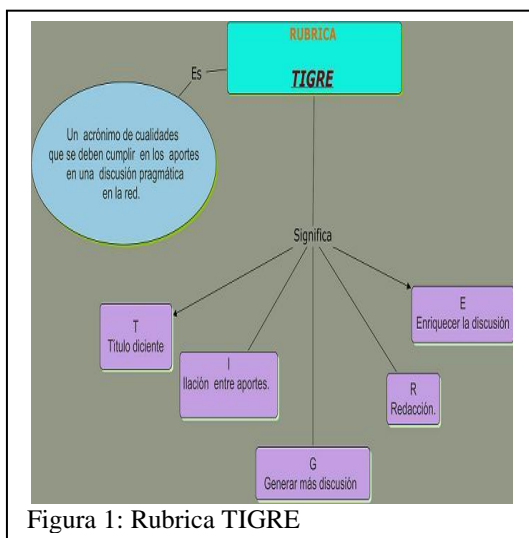 RUBRICA
TIGRE
Es
Un acrónimo de cualidades
que se deben cumplir en los aportes
en una discusión pragmática
en la red.
Significa
T
Título diciente
I
Ilación entre aportes.
G
Generar más discusión
R
Redacción.
E
Enriquecer la discusión
Figura 1: Rubrica TIGRE